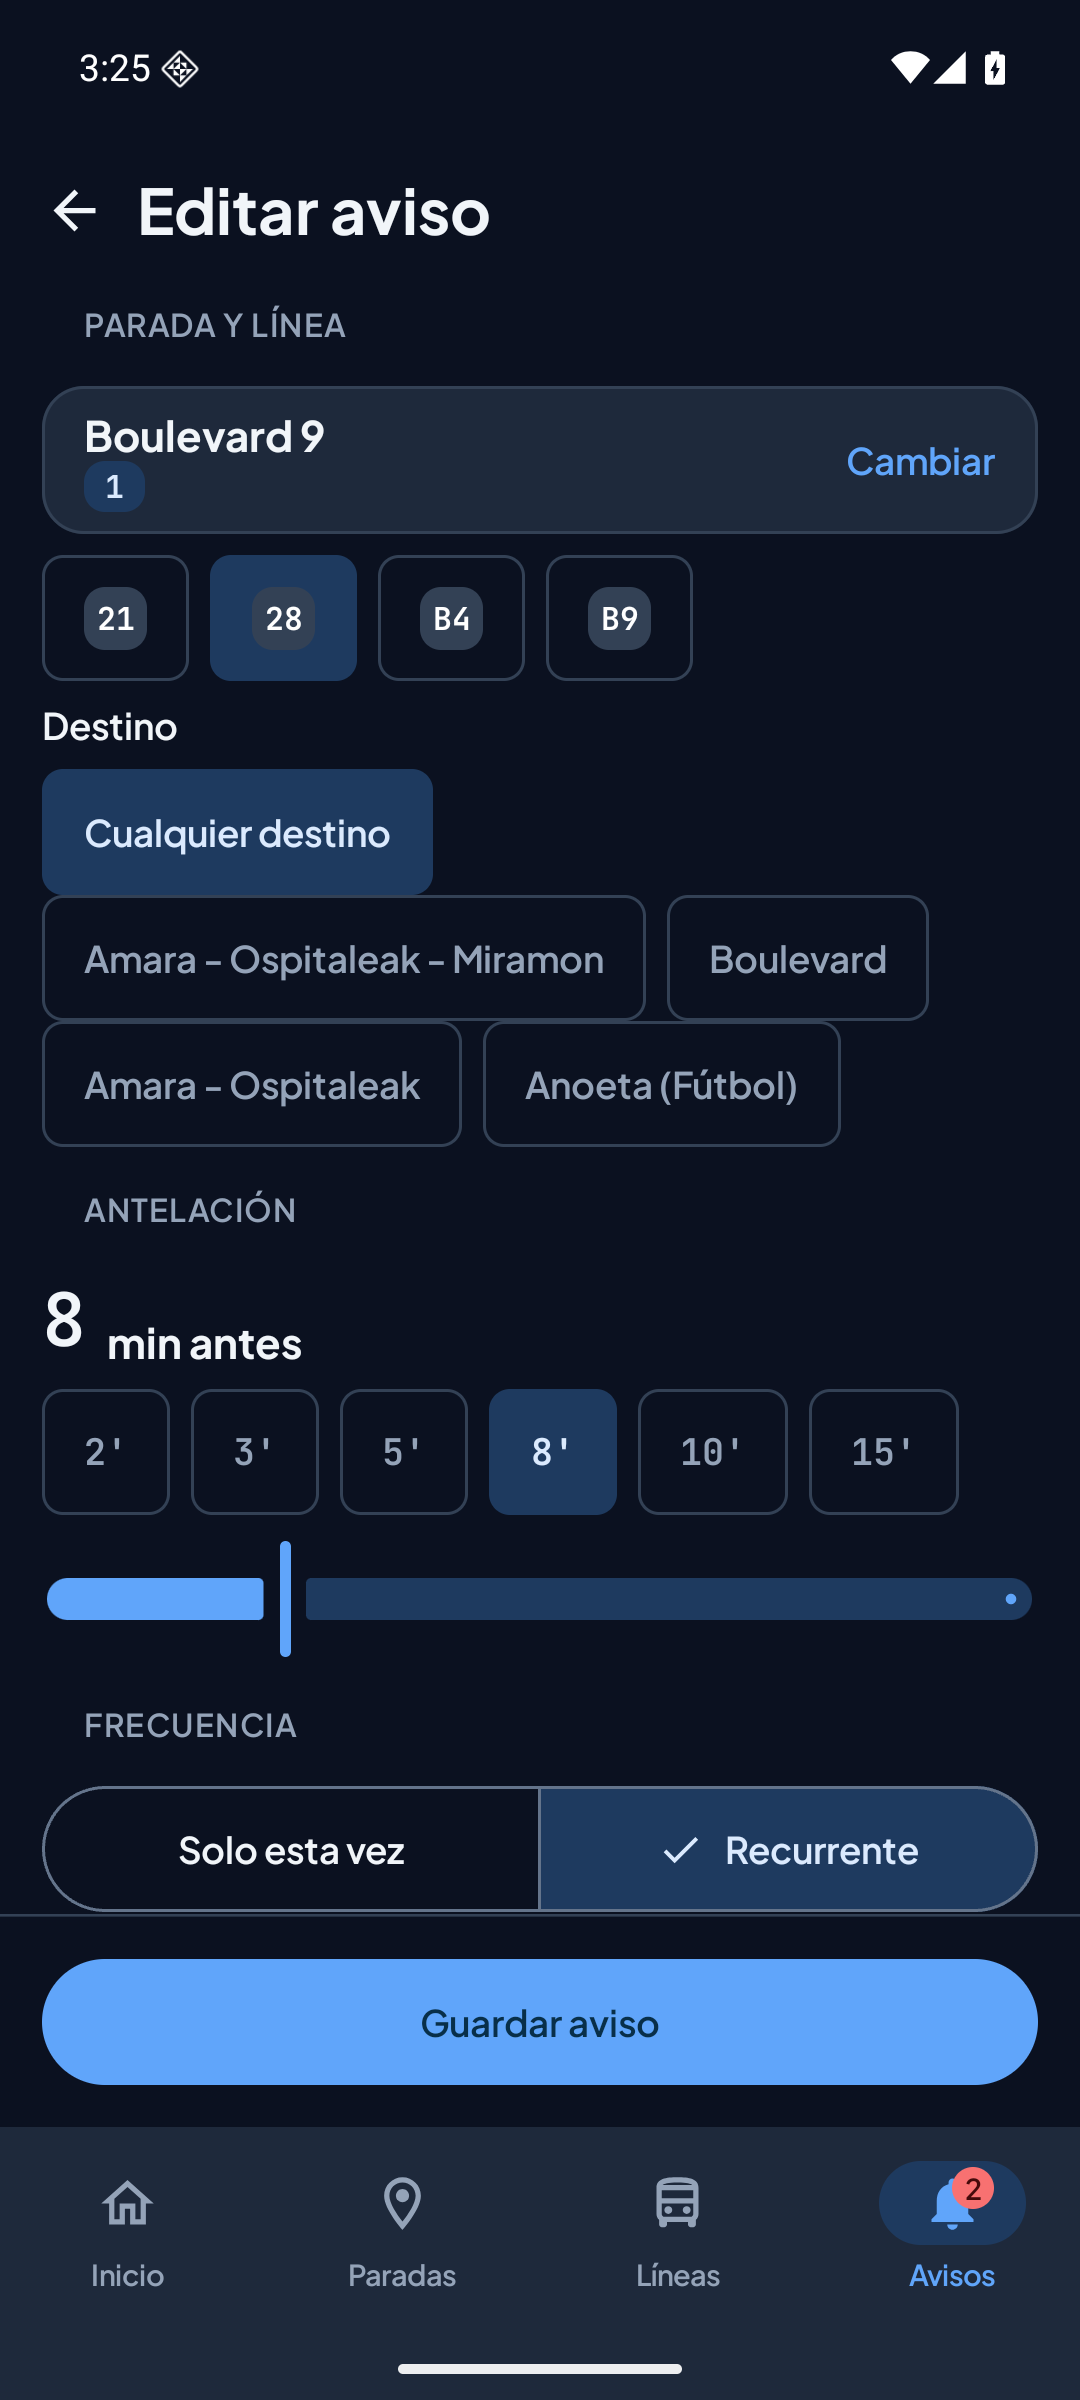 3:25
Editar aviso
PARADA Y LÍNEA
Boulevard 9
1
Cambiar
21 28 B4 B9
Destino
Cualquier destino
Amara - Ospitaleak - Miramon Boulevard
Amara - Ospitaleak Anoeta (Fútbol)
ANTELACIÓN
8 min antes
2' 3' 5' 8' 10' 15'
FRECUENCIA
Solo esta vez Recurrente
Guardar aviso
2
Inicio Paradas Líneas Avisos